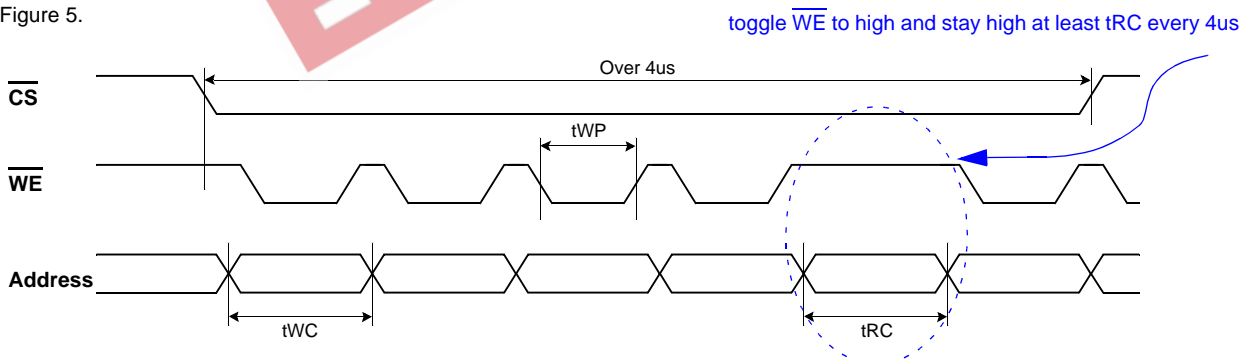 Figure 5.
toggle WE to high and stay high at least tRC every 4us
Over 4us
CS
tWP
WE
Address
tWC
tRC